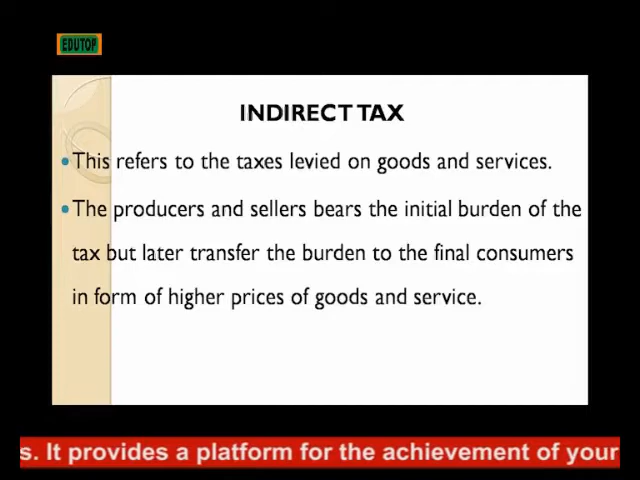 EDUTOP
INDIRECT TAX
•This refers to the taxes levied on goods and services.
•The producers and sellers bears the initial burden of the
tax but later transfer the burden to the final consumers
in form of higher prices of goods and service.
s. It provides a platform for the achievement of your